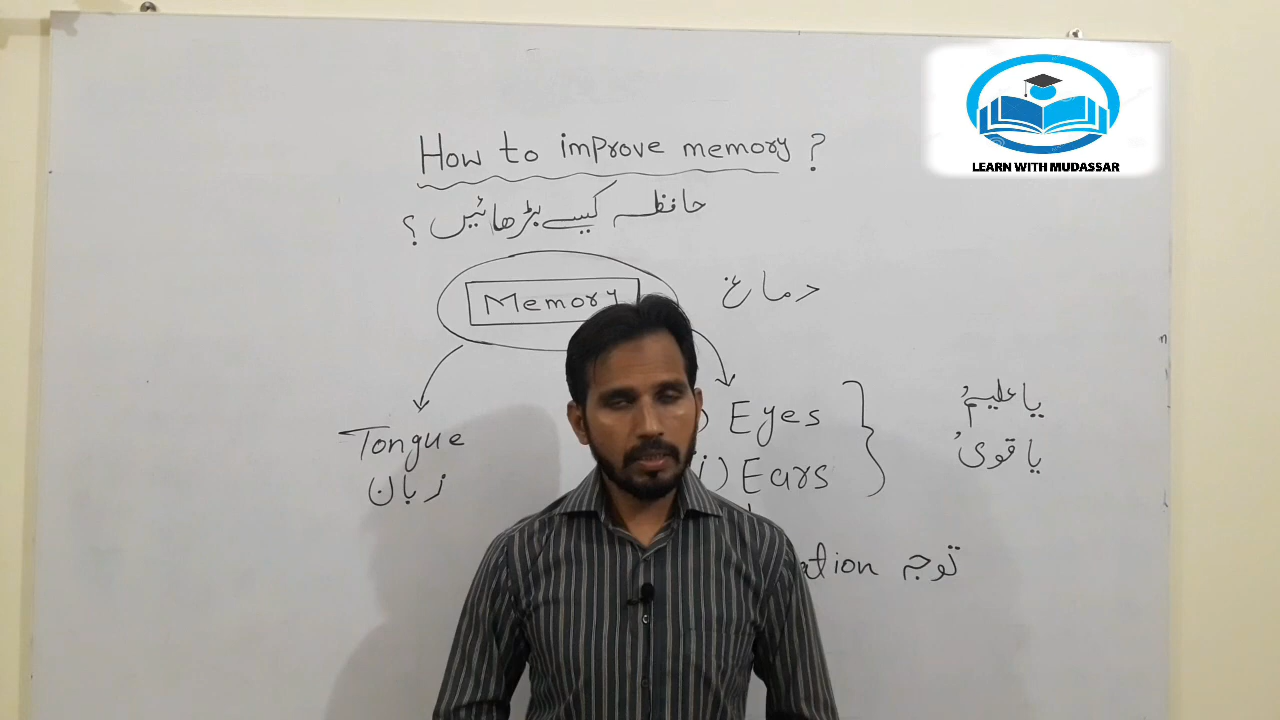 LEARN WITH MUDASSAR
How to improve memory ?
حافظہ کیسے بڑھائیں ؟
Memory
دماغ
Tongue
زبان
) Eyes
i) Ears
یا علیمُ
یا قویُ
ation توجہ